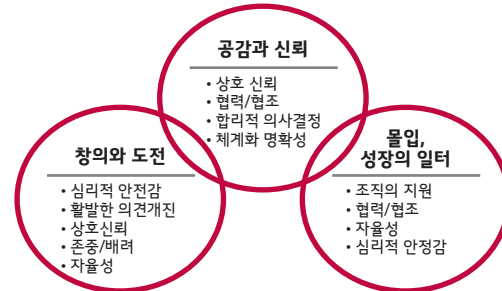 공감과 신뢰
• 상호 신뢰
• 협력/협조
• 합리적 의사결정
• 체계화 명확성
창의와 도전
• 심리적 안전감
• 활발한 의견개진
• 상호신뢰
• 존중/배려
• 자율성
몰입,
성장의 일터
• 조직의 지원
• 협력/협조
• 자율성
• 심리적 안정감